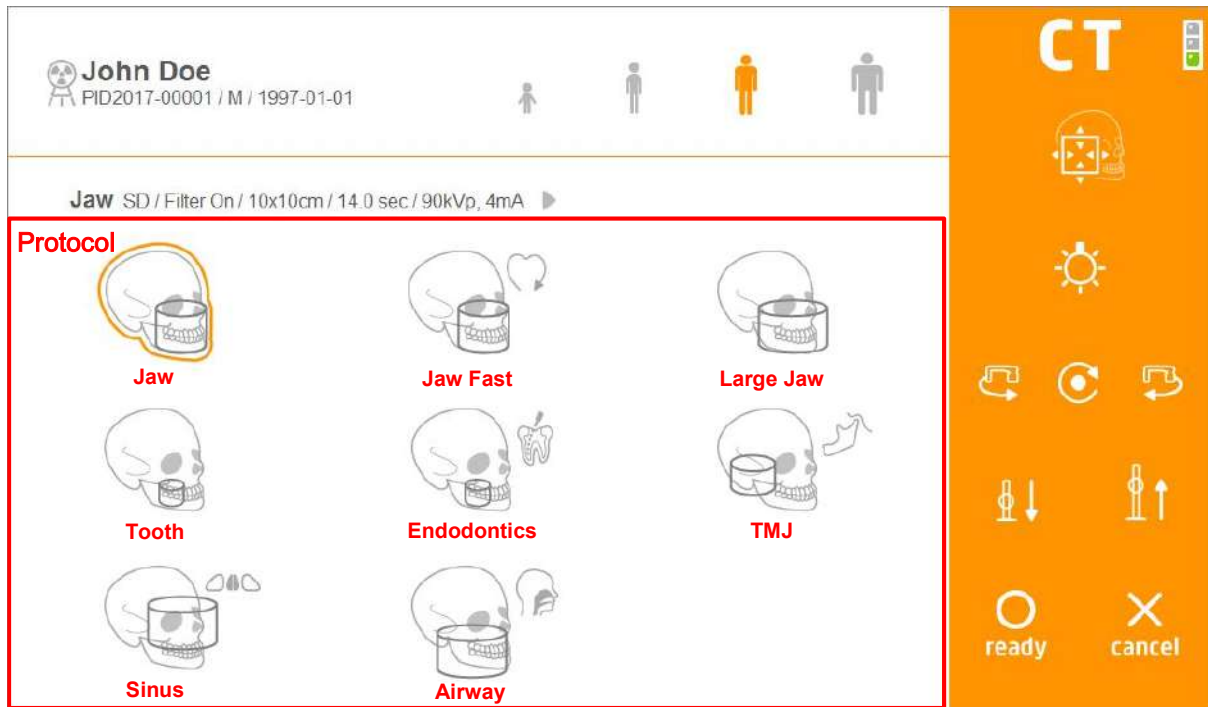 John Doe
PID2017-00001 / M / 1997-01-01
Jaw SD / Filter On / 10x10cm / 14.0 sec / 90kVp, 4mA
Protocol
Jaw
Jaw Fast
Large Jaw
Tooth
Endodontics
TMJ
Sinus
Airway
CT
ready
cancel